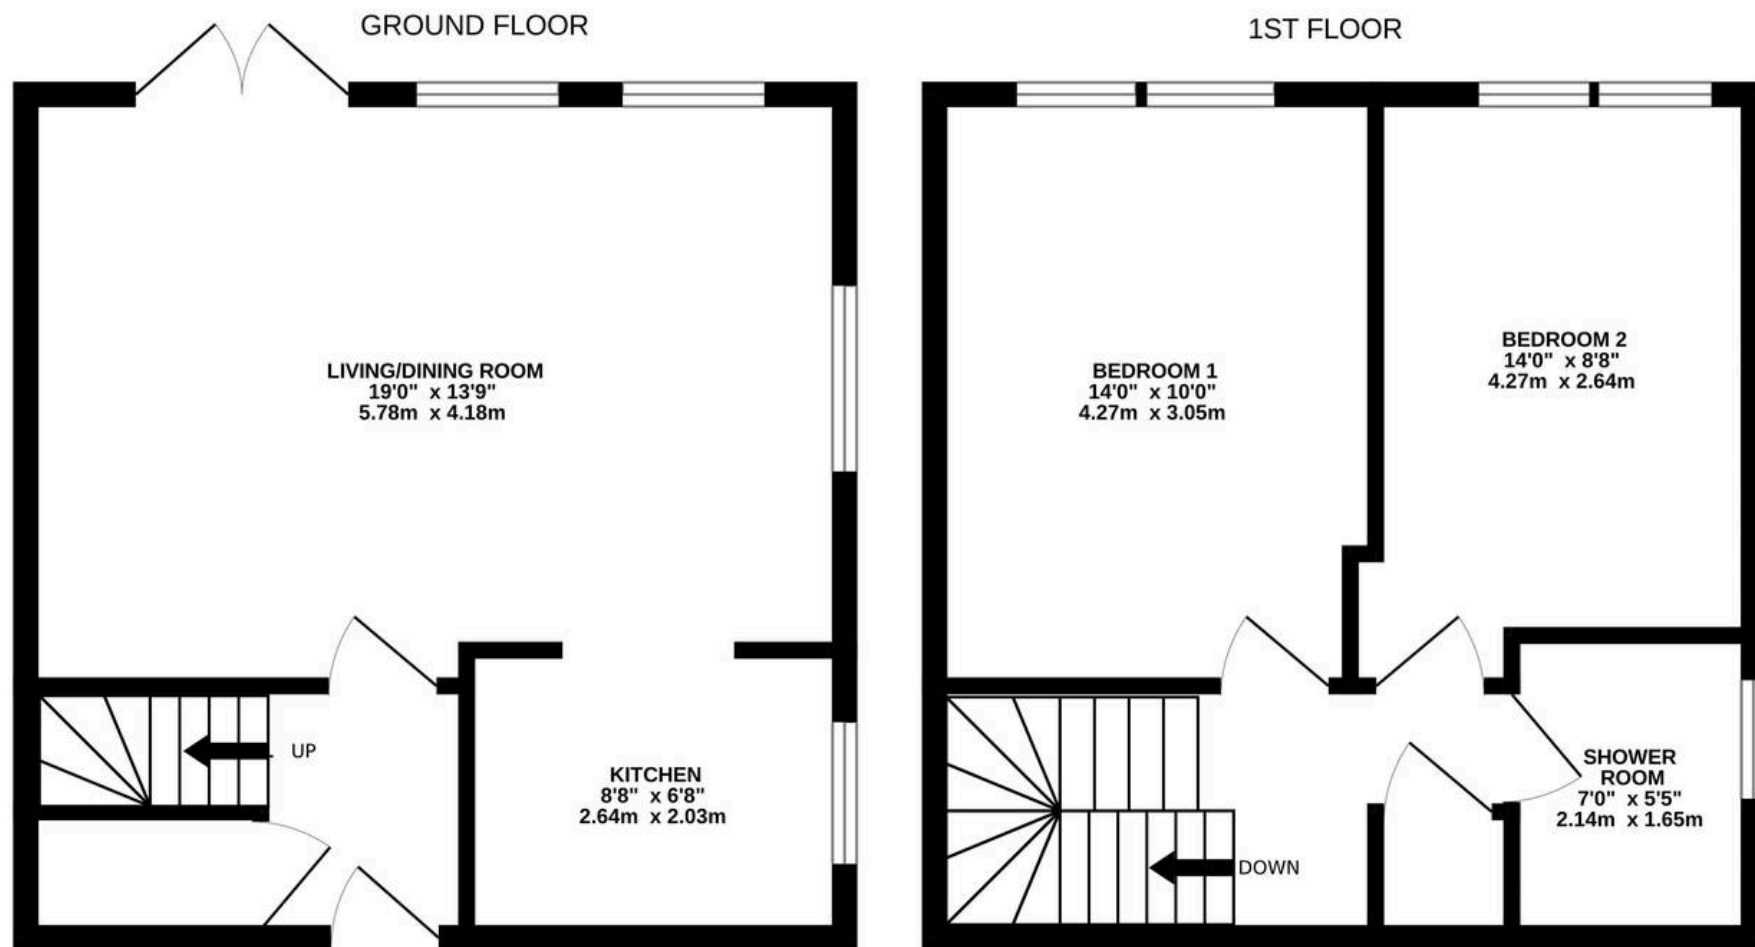 GROUND FLOOR
LIVING/DINING ROOM
19'0" x 13'9"
5.78m x 4.18m
UP
KITCHEN
8'8" x 6'8"
2.64m x 2.03m
1ST FLOOR
BEDROOM 1
14'0" x 10'0"
4.27m x 3.05m
BEDROOM 2
14'0" x 8'8"
4.27m x 2.64m
SHOWER
ROOM
7'0" x 5'5"
2.14m x 1.65m
DOWN